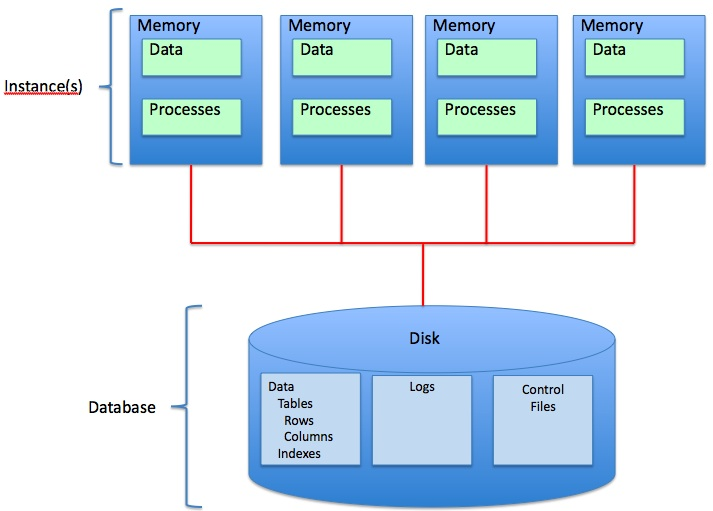 Memory
Data
Processes
Memory
Data
Processes
Memory
Data
Processes
Memory
Data
Processes
Instance(s)
Disk
Data
Tables
Rows
Columns
Indexes
Logs
Control
Files
Database